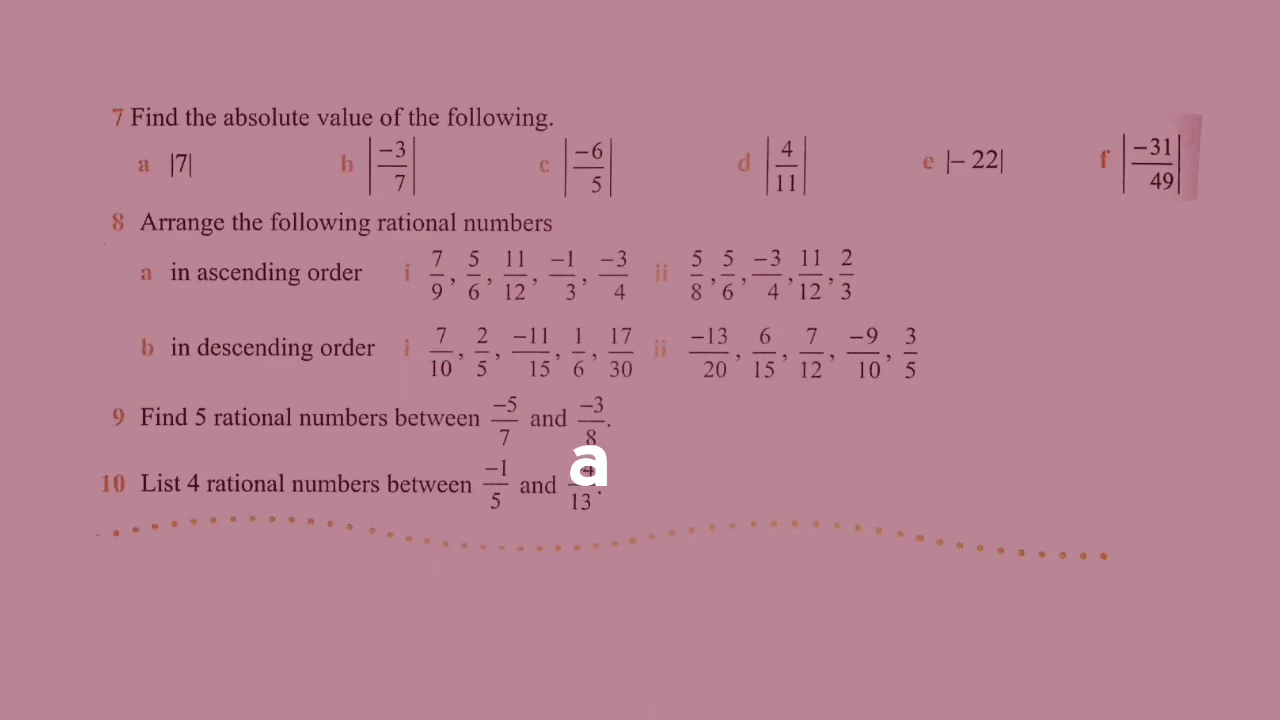 7 Find the absolute value of the following.
a |7| b |-3/7| c |-6/5| d |4/11| e |– 22| f |-31/49|
8 Arrange the following rational numbers
a in ascending order i 7/9, 5/6, 11/12, -1/3, -3/4 ii 5/8, 5/6, -3/4, 11/12, 2/3
b in descending order i 7/10, 2/5, -11/15, 1/6, 17/30 ii -13/20, 6/15, 7/12, -9/10, 3/5
9 Find 5 rational numbers between -5/7 and -3/8.
a
10 List 4 rational numbers between -1/5 and 4/13.